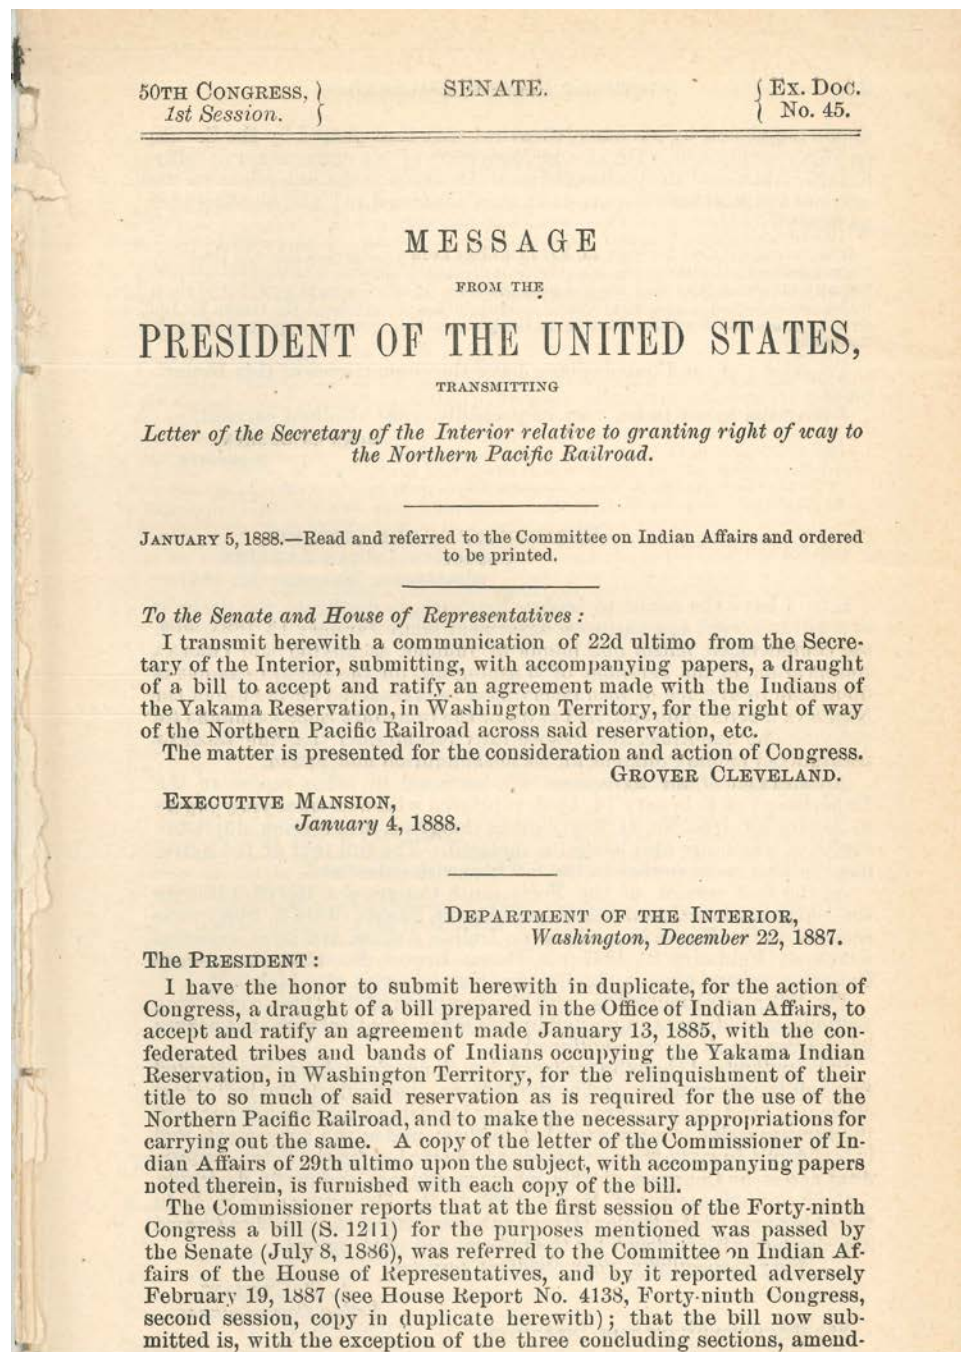 50TH CONGRESS, } SENATE. { EX. DOC.
1st Session. } { No. 45.
MESSAGE
FROM THE
PRESIDENT OF THE UNITED STATES,
TRANSMITTING
Letter of the Secretary of the Interior relative to granting right of way to
the Northern Pacific Railroad.
JANUARY 5, 1888.—Read and referred to the Committee on Indian Affairs and ordered
to be printed.
To the Senate and House of Representatives:
I transmit herewith a communication of 22d ultimo from the Secre-
tary of the Interior, submitting, with accompanying papers, a draught
of a bill to accept and ratify an agreement made with the Indians of
the Yakama Reservation, in Washington Territory, for the right of way
of the Northern Pacific Railroad across said reservation, etc.
The matter is presented for the consideration and action of Congress.
GROVER CLEVELAND.
EXECUTIVE MANSION,
January 4, 1888.
DEPARTMENT OF THE INTERIOR,
Washington, December 22, 1887.
The PRESIDENT:
I have the honor to submit herewith in duplicate, for the action of
Congress, a draught of a bill prepared in the Office of Indian Affairs, to
accept and ratify an agreement made January 13, 1885, with the con-
federated tribes and bands of Indians occupying the Yakama Indian
Reservation, in Washington Territory, for the relinquishment of their
title to so much of said reservation as is required for the use of the
Northern Pacific Railroad, and to make the necessary appropriations for
carrying out the same. A copy of the letter of the Commissioner of In-
dian Affairs of 29th ultimo upon the subject, with accompanying papers
noted therein, is furnished with each copy of the bill.
The Commissioner reports that at the first session of the Forty-ninth
Congress a bill (S. 1211) for the purposes mentioned was passed by
the Senate (July 8, 1886), was referred to the Committee on Indian Af-
fairs of the House of Representatives, and by it reported adversely
February 19, 1887 (see House Report No. 4138, Forty-ninth Congress,
second session, copy in duplicate herewith); that the bill now sub-
mitted is, with the exception of the three concluding sections, amend-